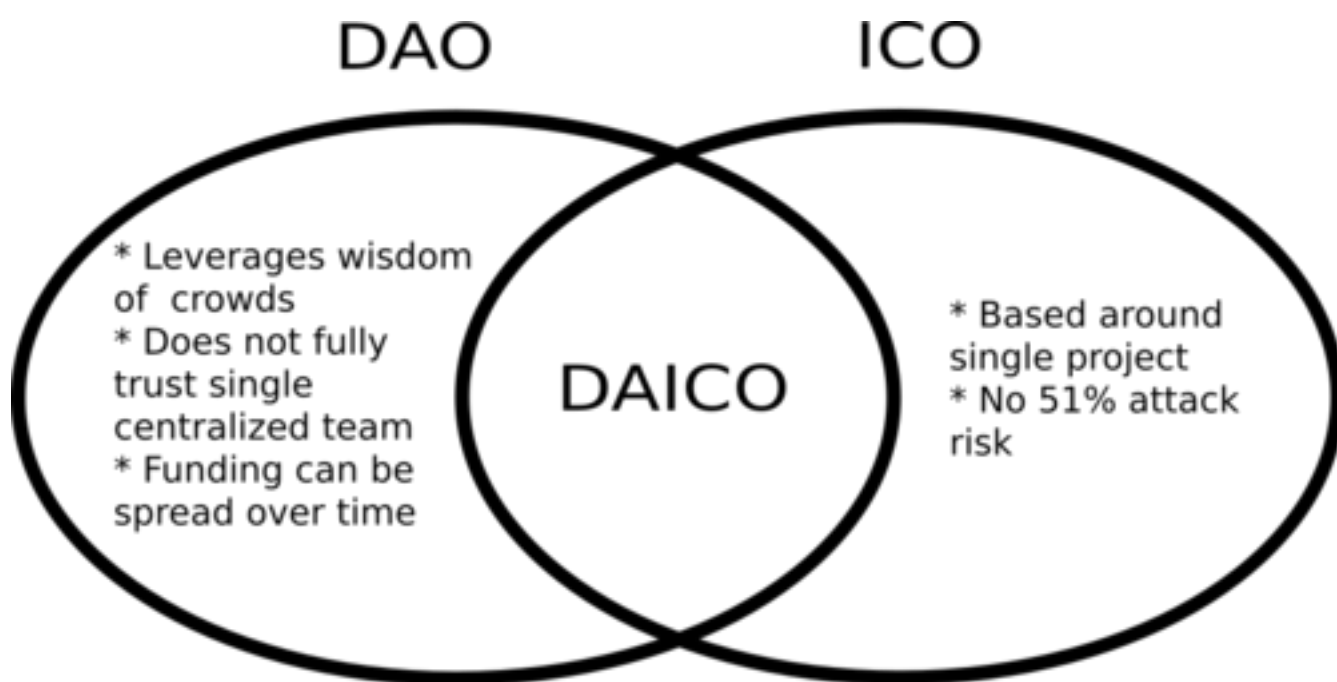 DAO
ICO
* Leverages wisdom
of crowds
* Does not fully
trust single
centralized team
* Funding can be
spread over time
DAICO
* Based around
single project
* No 51% attack
risk